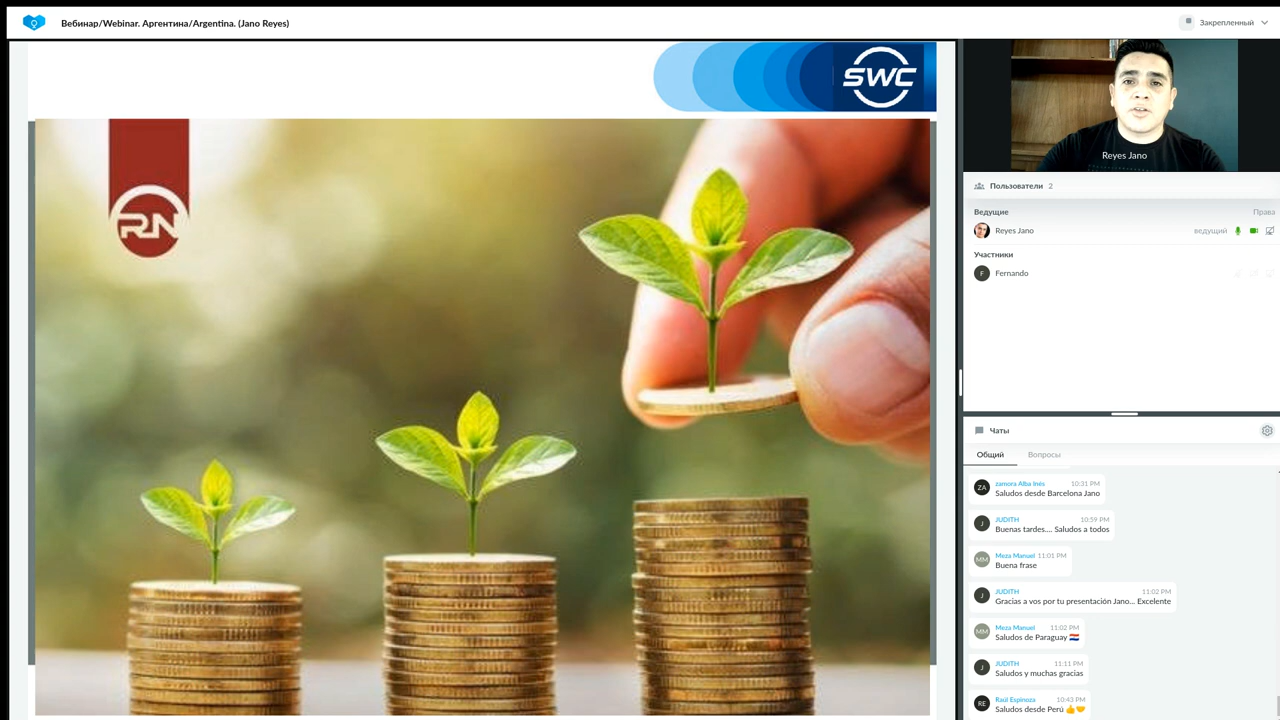 Вебинар/Webinar. Аргентина/Argentina. (Jano Reyes)
Закрепленный
SWC
RN
Reyes Jano
Пользователи 2
Ведущие Права
Reyes Jano ведущий
Участники
F Fernando
Чаты
Общий Вопросы
ZA zamora Alba Inés 10:31 PM
Saludos desde Barcelona Jano
J JUDITH 10:59 PM
Buenas tardes.... Saludos a todos
MM Meza Manuel 11:01 PM
Buena frase
J JUDITH 11:02 PM
Gracias a vos por tu presentación Jano... Excelente
MM Meza Manuel 11:02 PM
Saludos de Paraguay 🇵🇾
J JUDITH 11:11 PM
Saludos y muchas gracias
RE Raúl Espinoza 10:43 PM
Saludos desde Perú 👍🤝